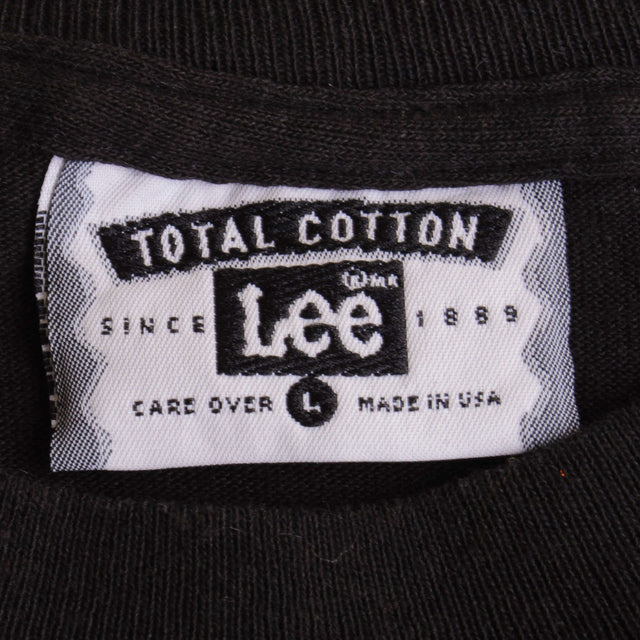 TOTAL COTTON
Lee
SINCE 1889
CARE OVER L MADE IN USA